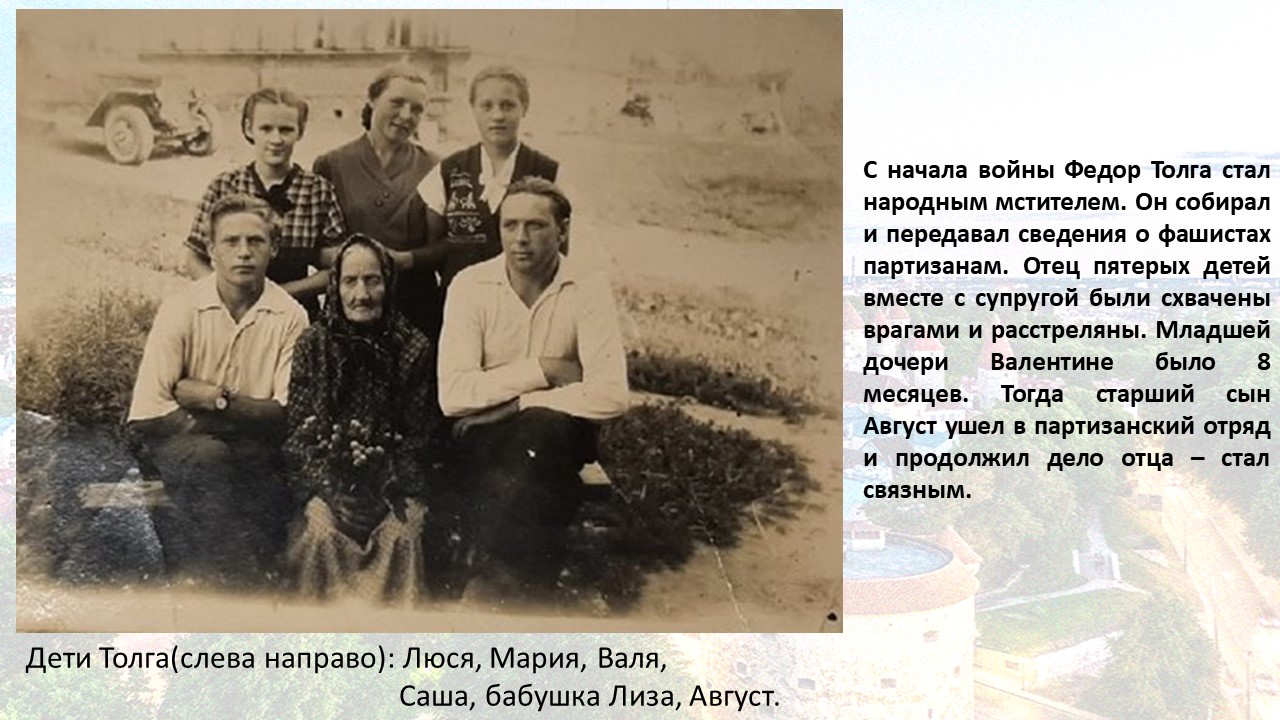 С начала войны Федор Толга стал
народным мстителем. Он собирал
и передавал сведения о фашистах
партизанам. Отец пятерых детей
вместе с супругой были схвачены
врагами и расстреляны. Младшей
дочери Валентине было 8
месяцев. Тогда старший сын
Август ушел в партизанский отряд
и продолжил дело отца – стал
связным.
Дети Толга(слева направо): Люся, Мария, Валя,
Саша, бабушка Лиза, Август.